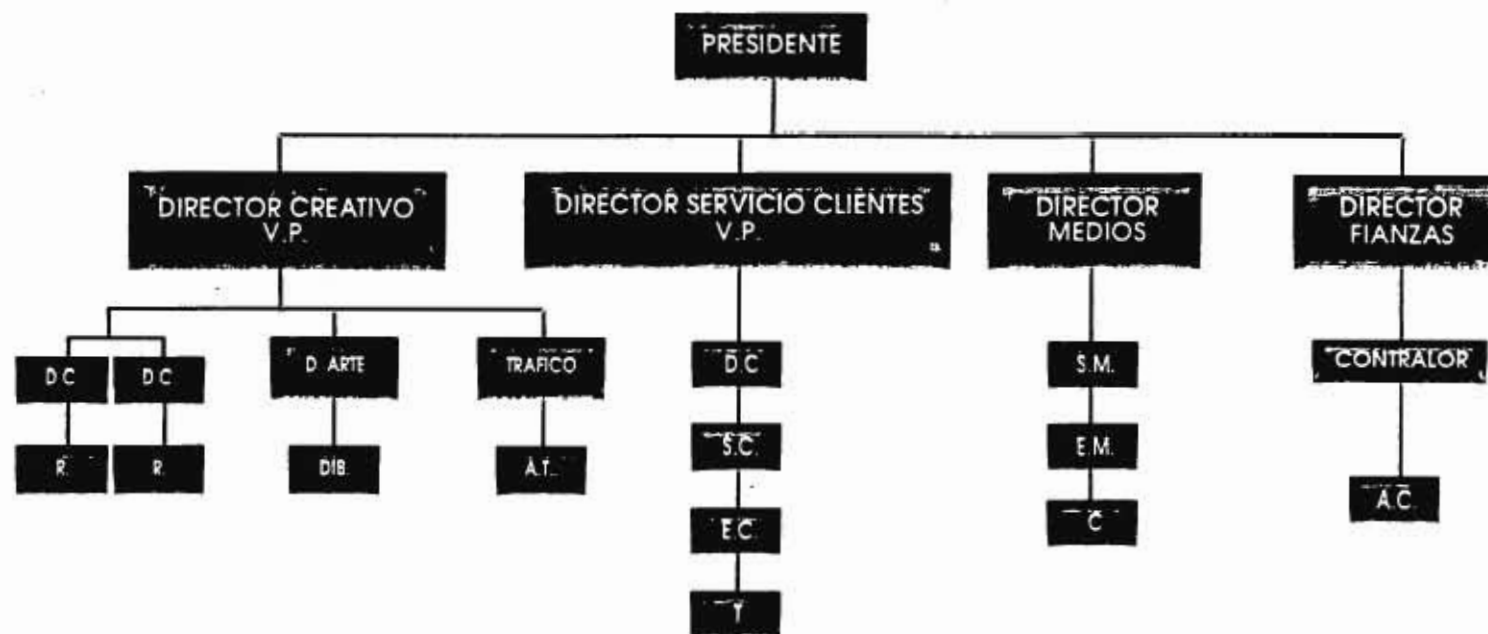 PRESIDENTE
DIRECTOR CREATIVO
V.P.
DIRECTOR SERVICIO CLIENTES
V.P.
DIRECTOR
MEDIOS
DIRECTOR
FIANZAS
D C
D C
D. ARTE
TRAFICO
D.C
S.M.
CONTRALOR
R.
R.
DIB.
A.T.
S.C.
E.M.
A.C.
E.C.
C